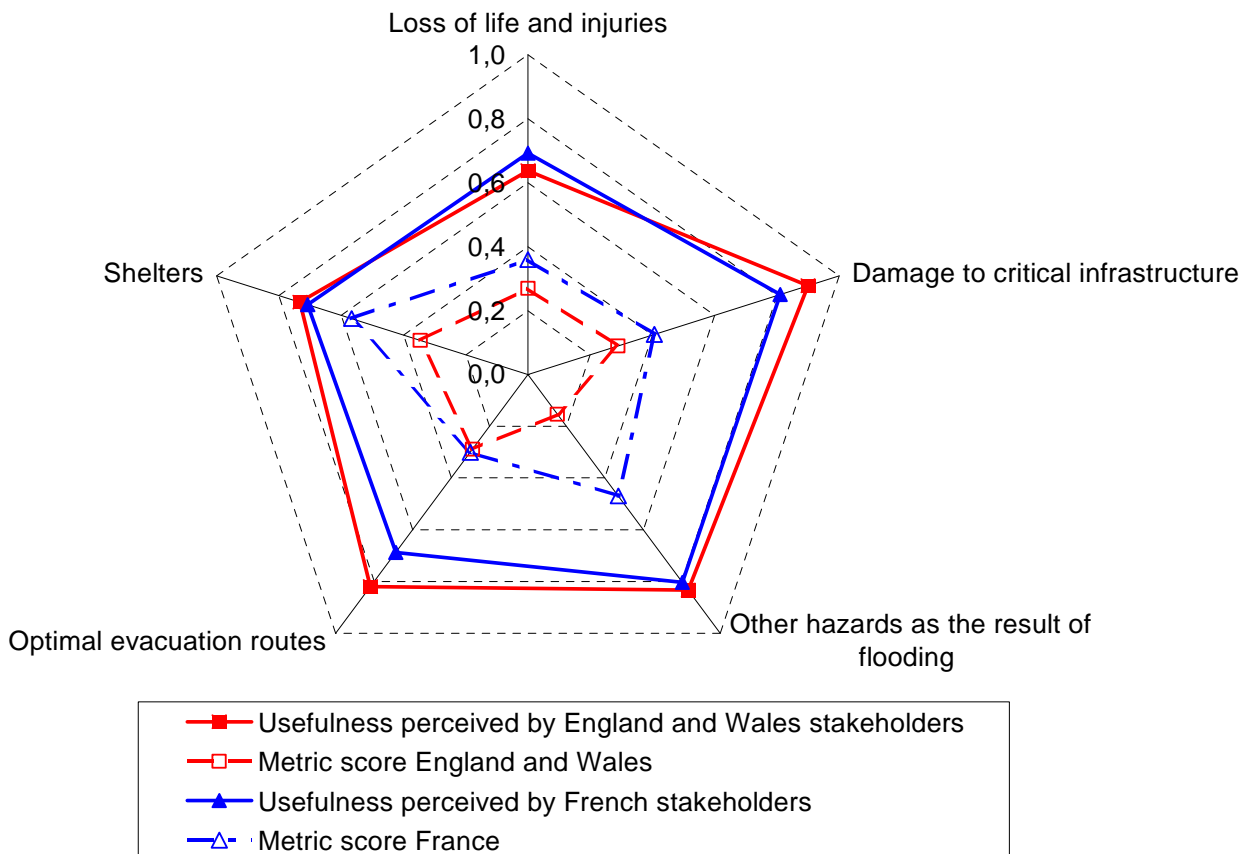 Loss of life and injuries
1,0
0,8
0,6
0,4
0,2
0,0
Shelters
Damage to critical infrastructure
Optimal evacuation routes
Other hazards as the result of
flooding
Usefulness perceived by England and Wales stakeholders
Metric score England and Wales
Usefulness perceived by French stakeholders
Metric score France